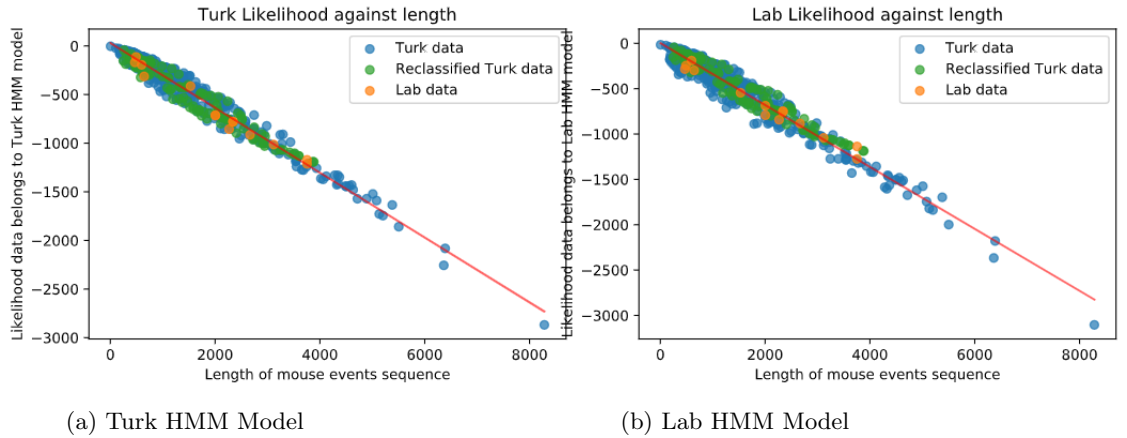 Turk Likelihood against length
Likelihood data belongs to Turk HMM model
0
−500
−1000
−1500
−2000
−2500
−3000
Turk data
Reclassified Turk data
Lab data
0
2000
4000
6000
8000
Length of mouse events sequence
(a) Turk HMM Model
Lab Likelihood against length
Likelihood data belongs to Lab HMM model
0
−500
−1000
−1500
−2000
−2500
−3000
Turk data
Reclassified Turk data
Lab data
0
2000
4000
6000
8000
Length of mouse events sequence
(b) Lab HMM Model